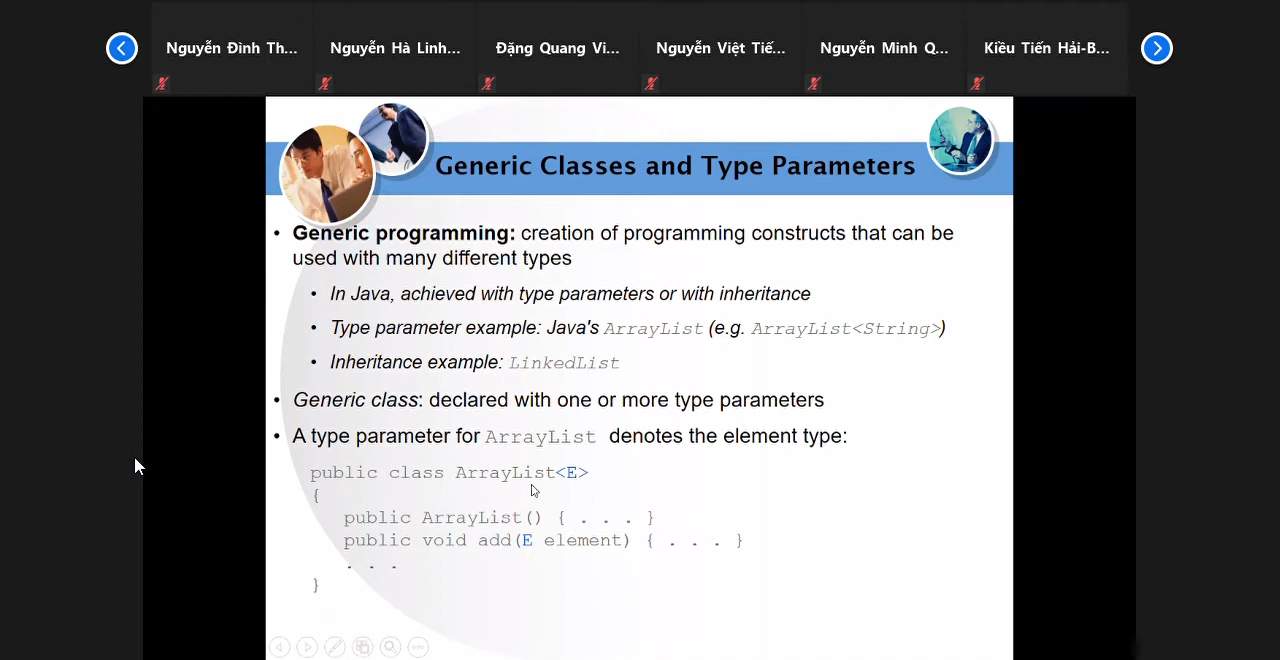 Nguyễn Đình Th...
Nguyễn Hà Linh...
Đặng Quang Vi...
Nguyễn Việt Tiế...
Nguyễn Minh Q...
Kiều Tiến Hải-B...
Generic Classes and Type Parameters
• Generic programming: creation of programming constructs that can be
used with many different types
• In Java, achieved with type parameters or with inheritance
• Type parameter example: Java's ArrayList (e.g. ArrayList<String>)
• Inheritance example: LinkedList
• Generic class: declared with one or more type parameters
• A type parameter for ArrayList denotes the element type:
public class ArrayList<E>
{
public ArrayList() { . . . }
public void add(E element) { . . . }
. . .
}